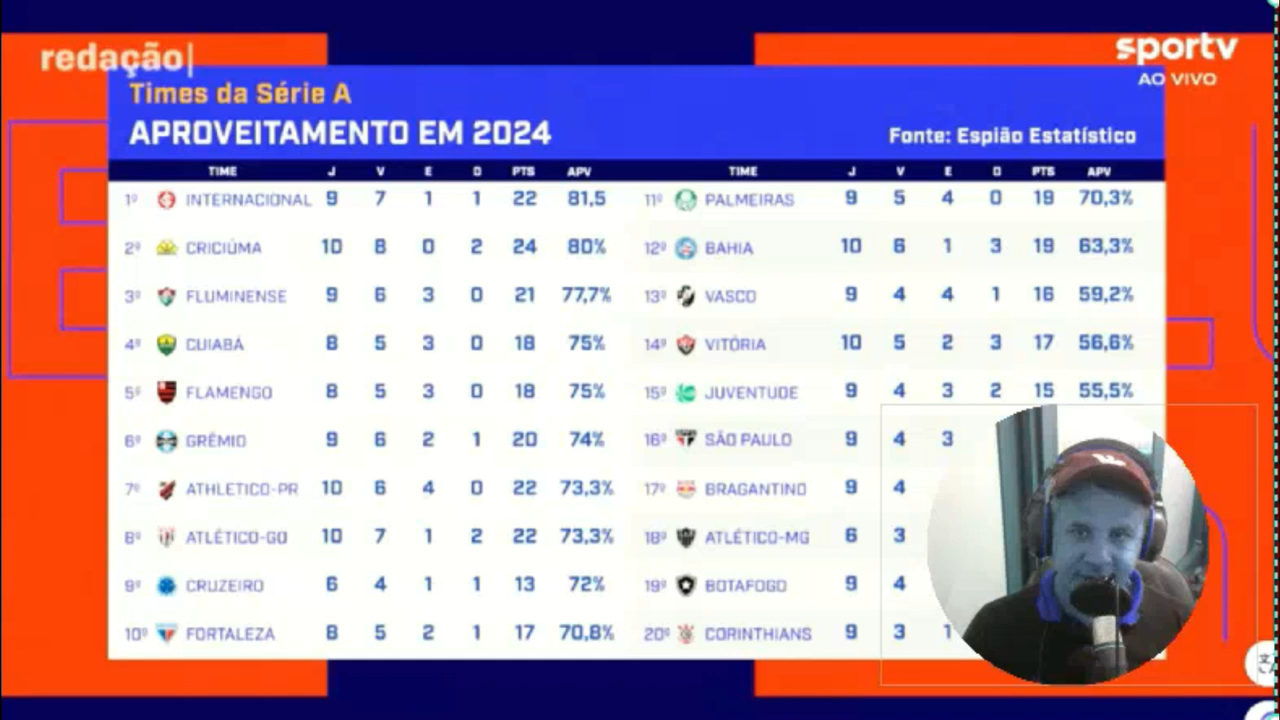 redação|
sportv
AO VIVO
Times da Série A
APROVEITAMENTO EM 2024
Fonte: Espião Estatístico
TIME J V E D PTS APV
1º INTERNACIONAL 9 7 1 1 22 81,5
2º CRICIÚMA 10 8 0 2 24 80%
3º FLUMINENSE 9 6 3 0 21 77,7%
4º CUIABÁ 8 5 3 0 18 75%
5º FLAMENGO 8 5 3 0 18 75%
6º GRÊMIO 9 6 2 1 20 74%
7º ATHLETICO-PR 10 6 4 0 22 73,3%
8º ATLÉTICO-GO 10 7 1 2 22 73,3%
9º CRUZEIRO 6 4 1 1 13 72%
10º FORTALEZA 8 5 2 1 17 70,8%
TIME J V E D PTS APV
11º PALMEIRAS 9 5 4 0 19 70,3%
12º BAHIA 10 6 1 3 19 63,3%
13º VASCO 9 4 4 1 16 59,2%
14º VITÓRIA 10 5 2 3 17 56,6%
15º JUVENTUDE 9 4 3 2 15 55,5%
16º SÃO PAULO 9 4 3
17º BRAGANTINO 9 4
18º ATLÉTICO-MG 6 3
19º BOTAFOGO 9 4
20º CORINTHIANS 9 3 1